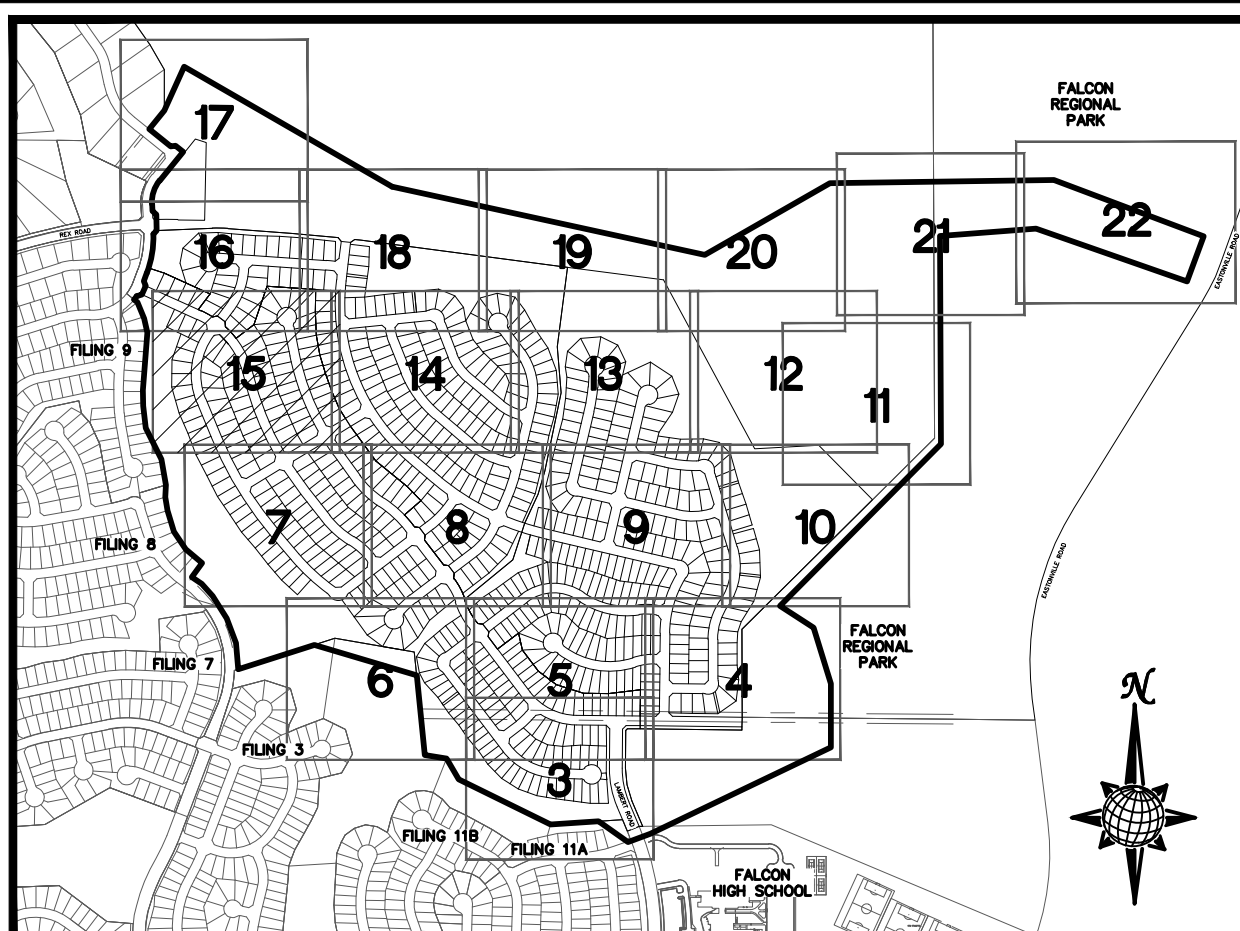 FALCON
REGIONAL
PARK
17
22
REX ROAD
16
18
19
20
21
EASTONVILLE ROAD
FILING 9
15
14
13
12
11
7
8
9
10
FILING 8
EASTONVILLE ROAD
FALCON
REGIONAL
PARK
FILING 7
6
5
4
N
FILING 3
3
LAMBERT ROAD
FILING 11B
FILING 11A
FALCON
HIGH SCHOOL